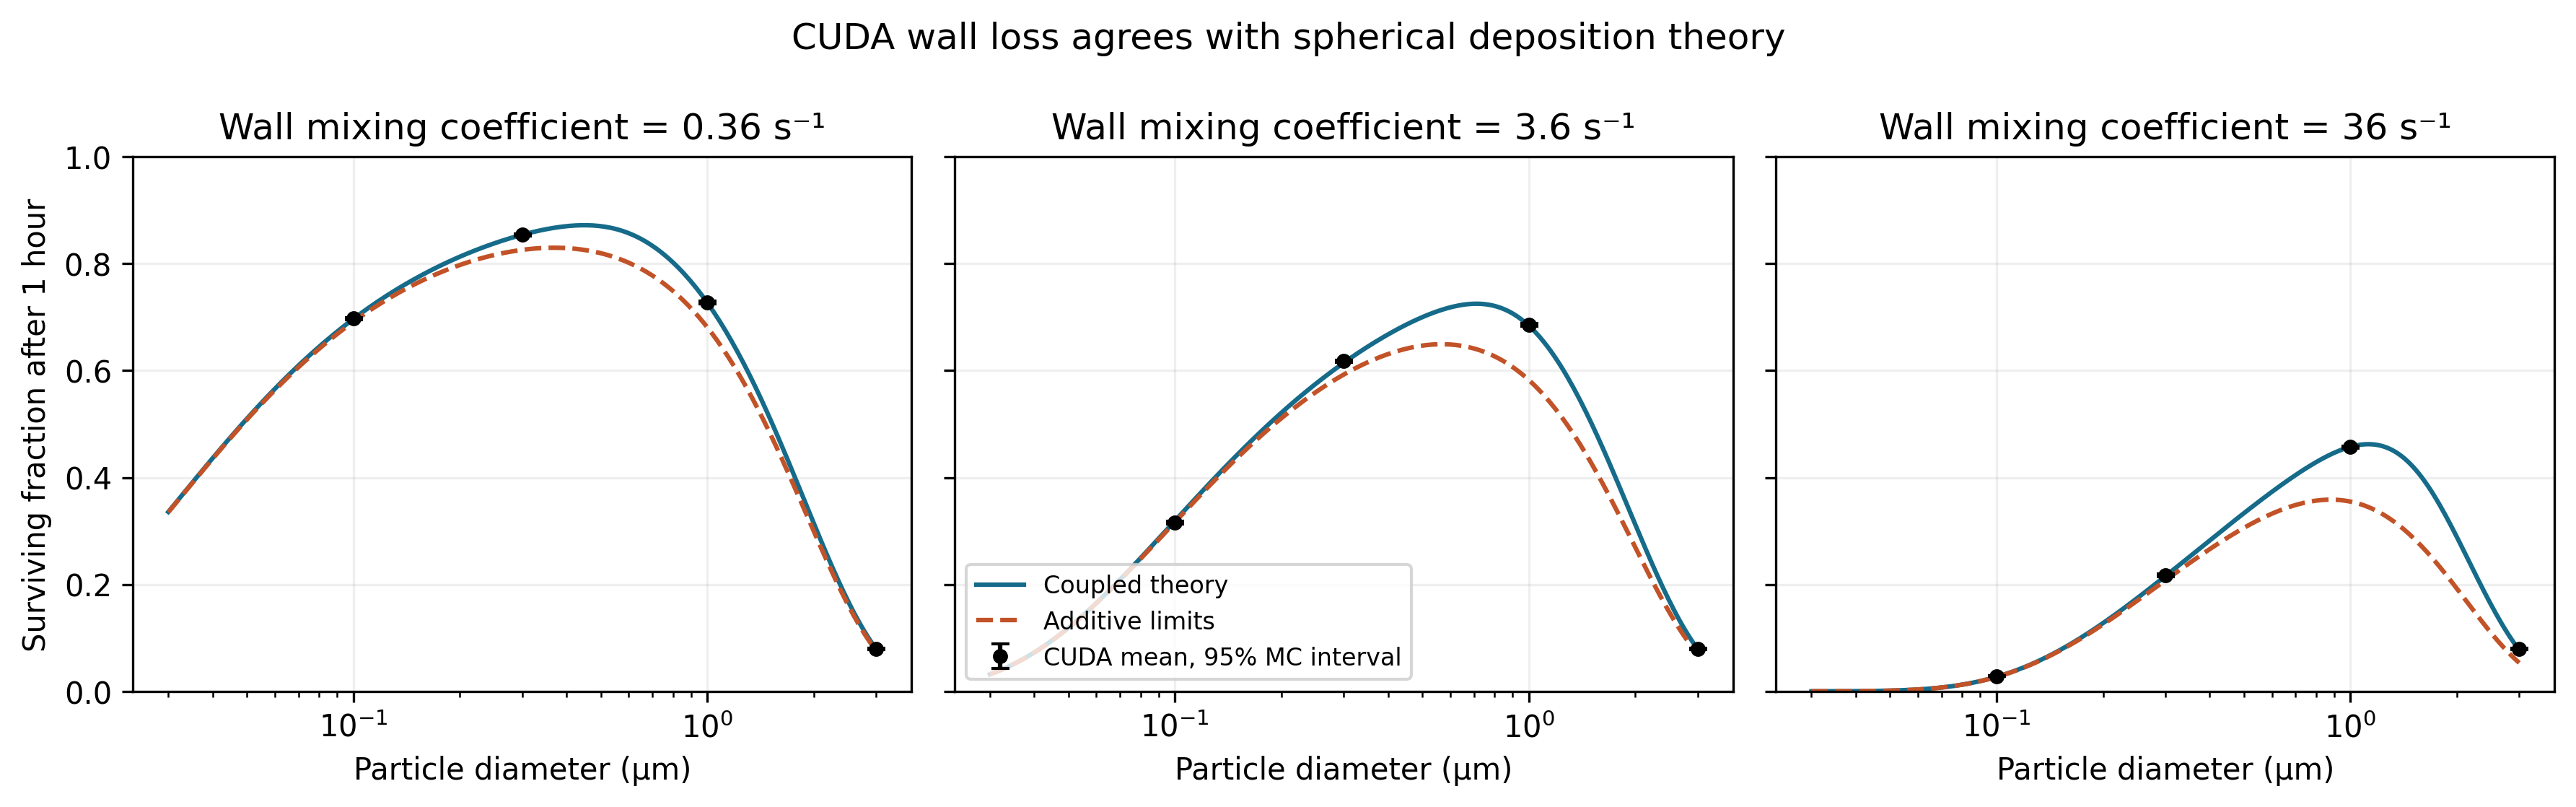 CUDA wall loss agrees with spherical deposition theory
Wall mixing coefficient = 0.36 s⁻¹
Wall mixing coefficient = 3.6 s⁻¹
Wall mixing coefficient = 36 s⁻¹
Surviving fraction after 1 hour
1.0
0.8
0.6
0.4
0.2
0.0
Coupled theory
Additive limits
CUDA mean, 95% MC interval
10⁻¹
10⁰
10⁻¹
10⁰
10⁻¹
10⁰
Particle diameter (µm)
Particle diameter (µm)
Particle diameter (µm)